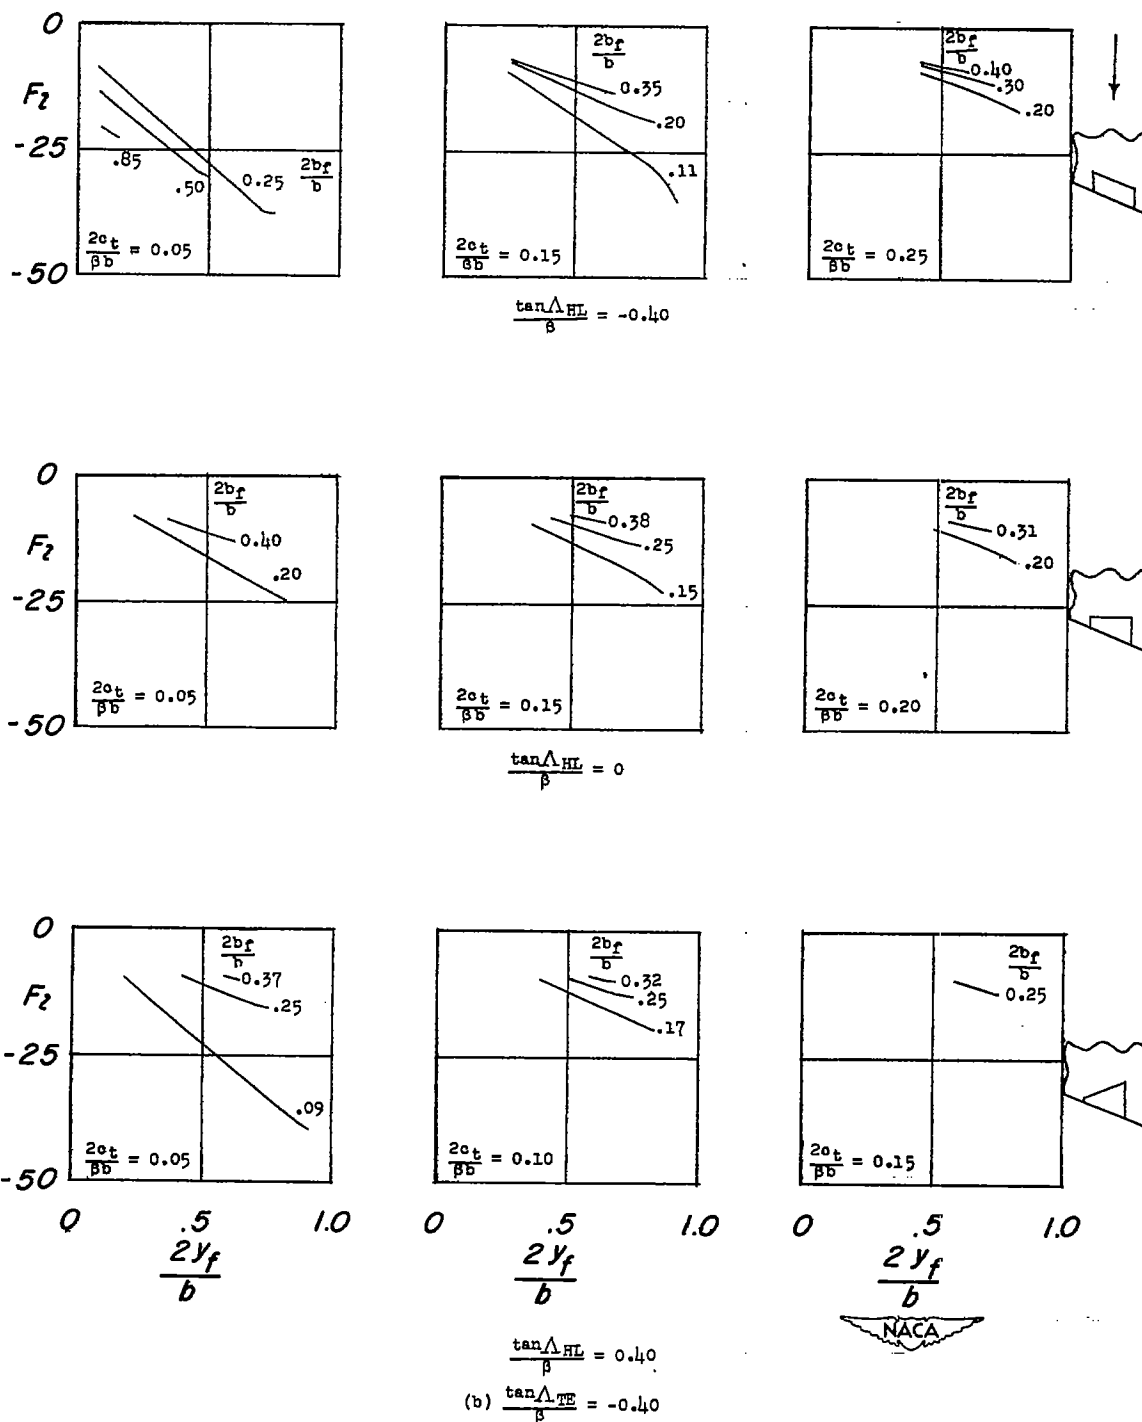 0
F_l
-25
-50
.85
.50
0.25
2b_f/b
2c_t/βb = 0.05
2b_f/b
0.35
.20
.11
2c_t/βb = 0.15
2b_f/b
0.40
.30
.20
2c_t/βb = 0.25
tanΛ_HL/β = -0.40
0
F_l
-25
-50
2b_f/b
0.40
.20
2c_t/βb = 0.05
2b_f/b
0.38
.25
.15
2c_t/βb = 0.15
2b_f/b
0.31
.20
2c_t/βb = 0.20
tanΛ_HL/β = 0
0
F_l
-25
-50
2b_f/b
0.37
.25
.09
2c_t/βb = 0.05
2b_f/b
0.32
.25
.17
2c_t/βb = 0.10
2b_f/b
0.25
2c_t/βb = 0.15
0 .5 1.0
2y_f/b
0 .5 1.0
2y_f/b
0 .5 1.0
2y_f/b
NACA
tanΛ_HL/β = 0.40
(b) tanΛ_TE/β = -0.40